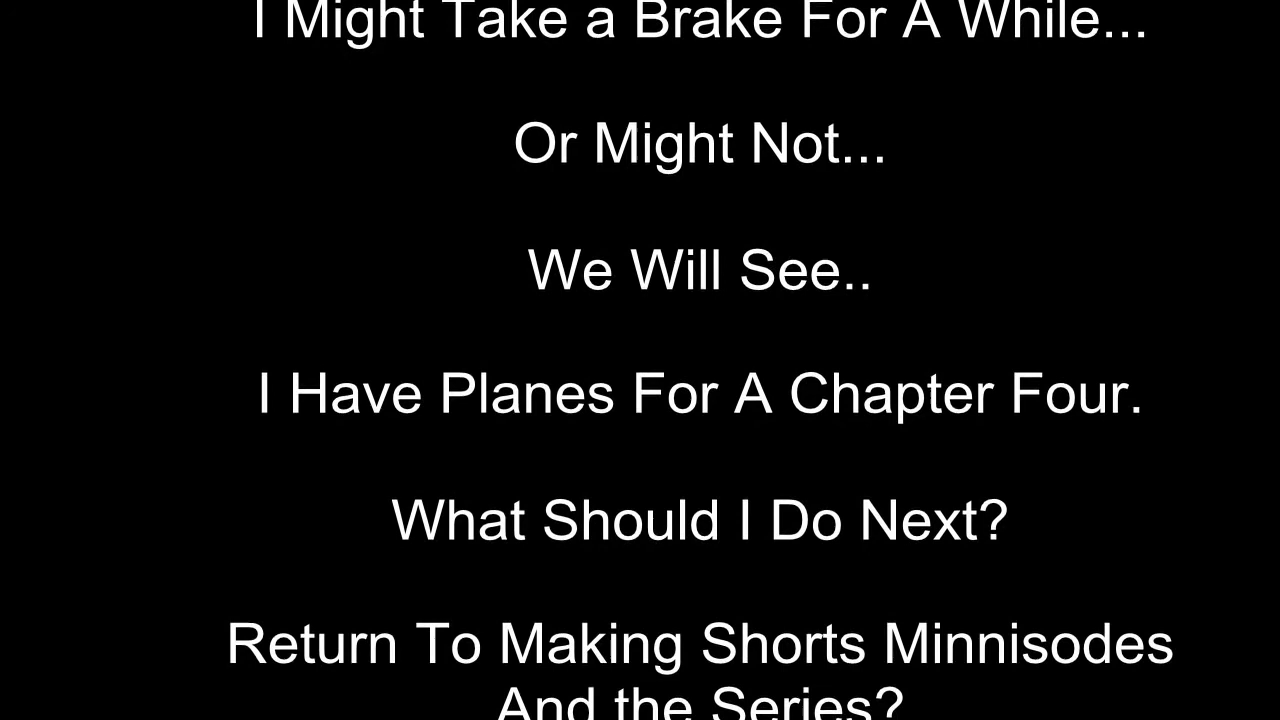 I Might Take a Brake For A While...
Or Might Not...
We Will See..
I Have Planes For A Chapter Four.
What Should I Do Next?
Return To Making Shorts Minnisodes
And the Series?